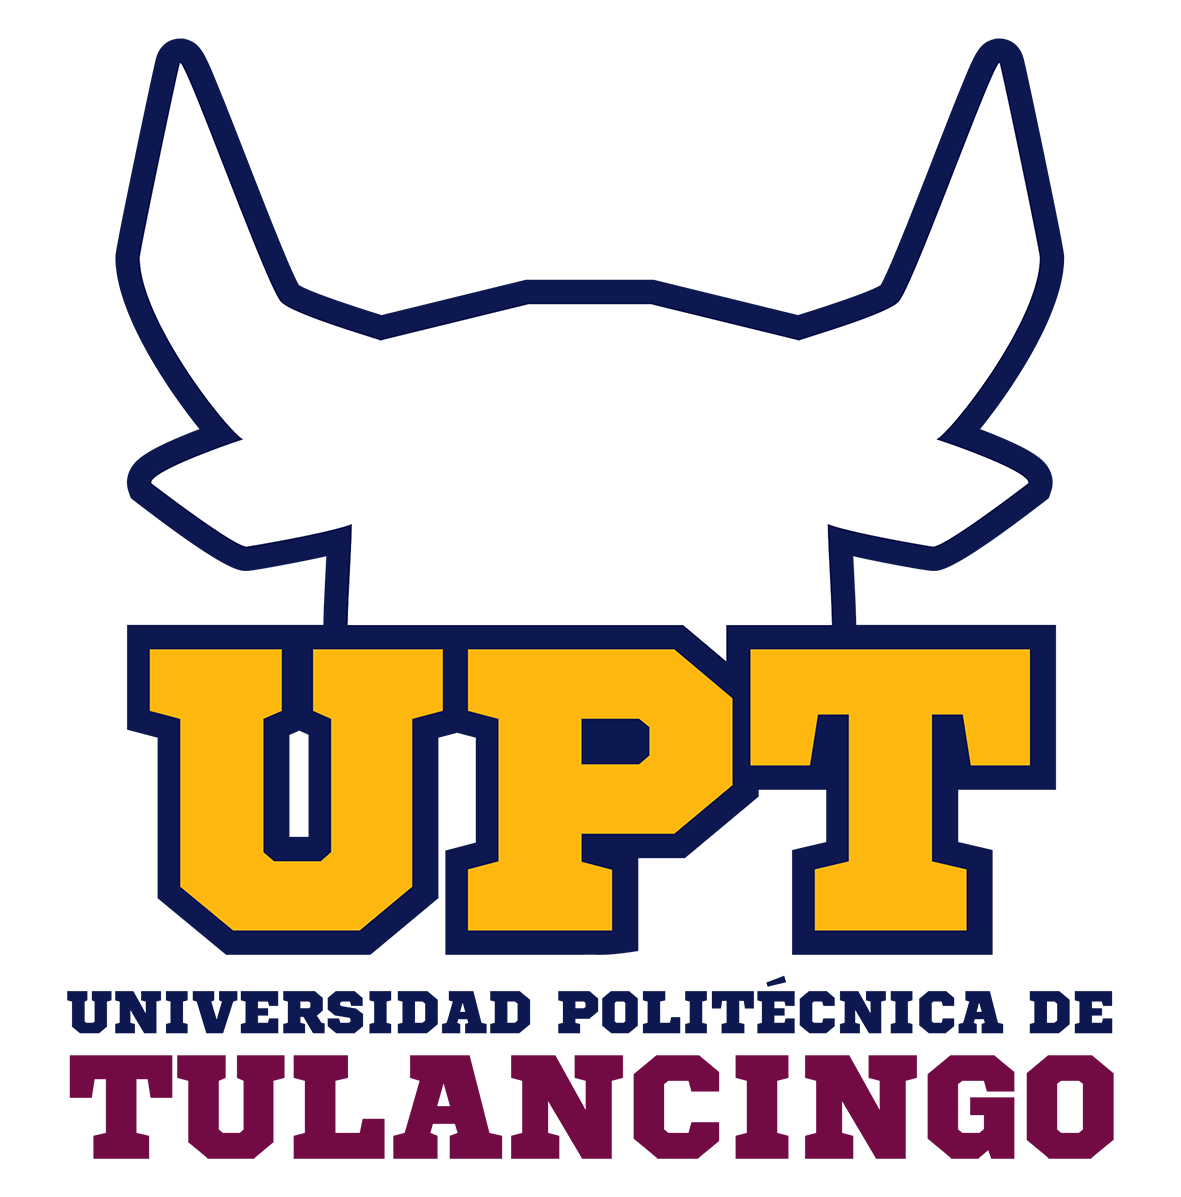 UPT
UNIVERSIDAD POLITÉCNICA DE
TULANCINGO